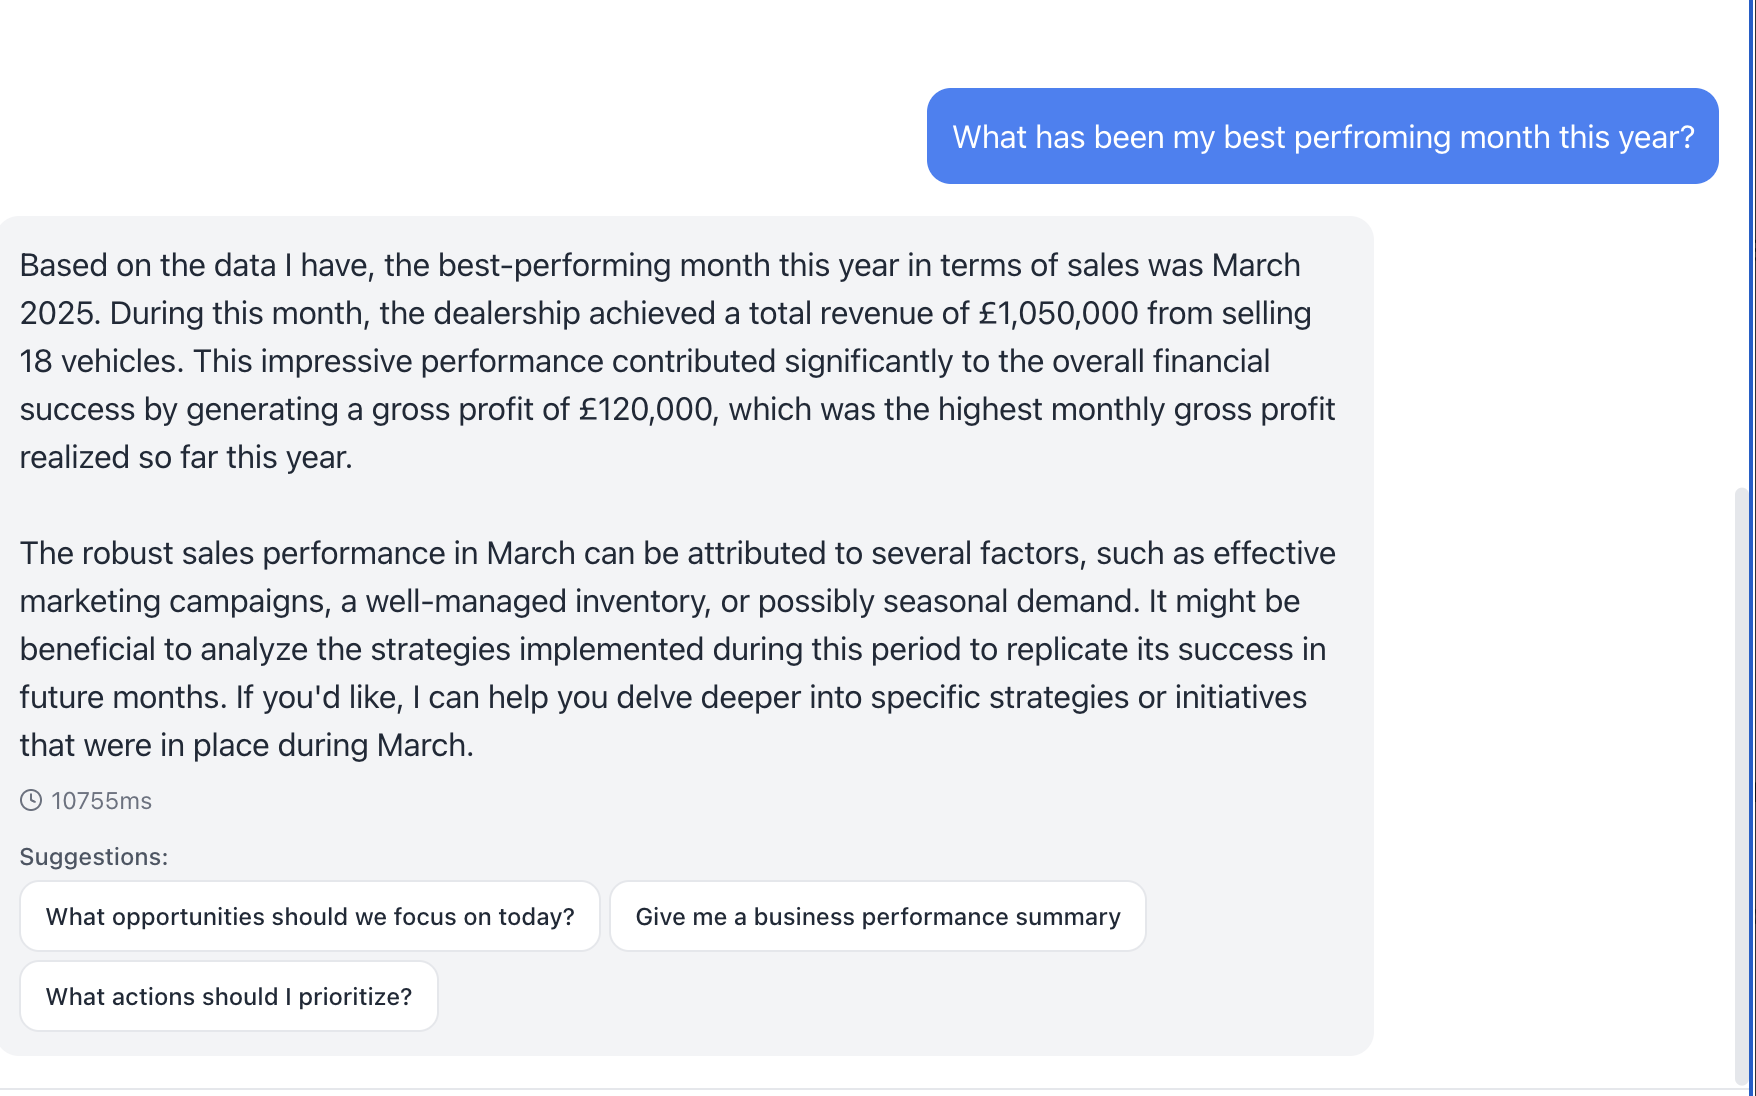 What has been my best perfroming month this year?
Based on the data I have, the best-performing month this year in terms of sales was March
2025. During this month, the dealership achieved a total revenue of £1,050,000 from selling
18 vehicles. This impressive performance contributed significantly to the overall financial
success by generating a gross profit of £120,000, which was the highest monthly gross profit
realized so far this year.
The robust sales performance in March can be attributed to several factors, such as effective
marketing campaigns, a well-managed inventory, or possibly seasonal demand. It might be
beneficial to analyze the strategies implemented during this period to replicate its success in
future months. If you'd like, I can help you delve deeper into specific strategies or initiatives
that were in place during March.
10755ms
Suggestions:
What opportunities should we focus on today?
Give me a business performance summary
What actions should I prioritize?